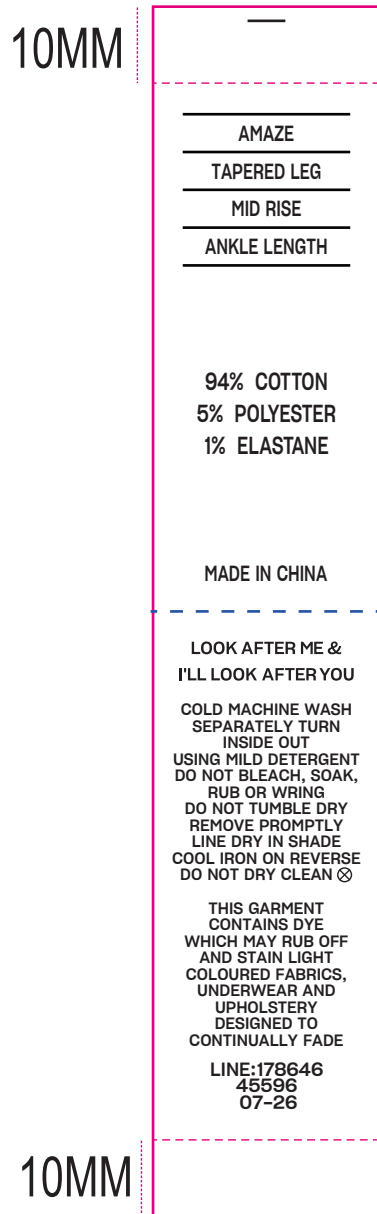 10MM
AMAZE
TAPERED LEG
MID RISE
ANKLE LENGTH
94% COTTON
5% POLYESTER
1% ELASTANE
MADE IN CHINA
LOOK AFTER ME &
I'LL LOOK AFTER YOU
COLD MACHINE WASH
SEPARATELY TURN
INSIDE OUT
USING MILD DETERGENT
DO NOT BLEACH, SOAK,
RUB OR WRING
DO NOT TUMBLE DRY
REMOVE PROMPTLY
LINE DRY IN SHADE
COOL IRON ON REVERSE
DO NOT DRY CLEAN
THIS GARMENT
CONTAINS DYE
WHICH MAY RUB OFF
AND STAIN LIGHT
COLOURED FABRICS,
UNDERWEAR AND
UPHOLSTERY
DESIGNED TO
CONTINUALLY FADE
LINE:178646
45596
07-26
10MM